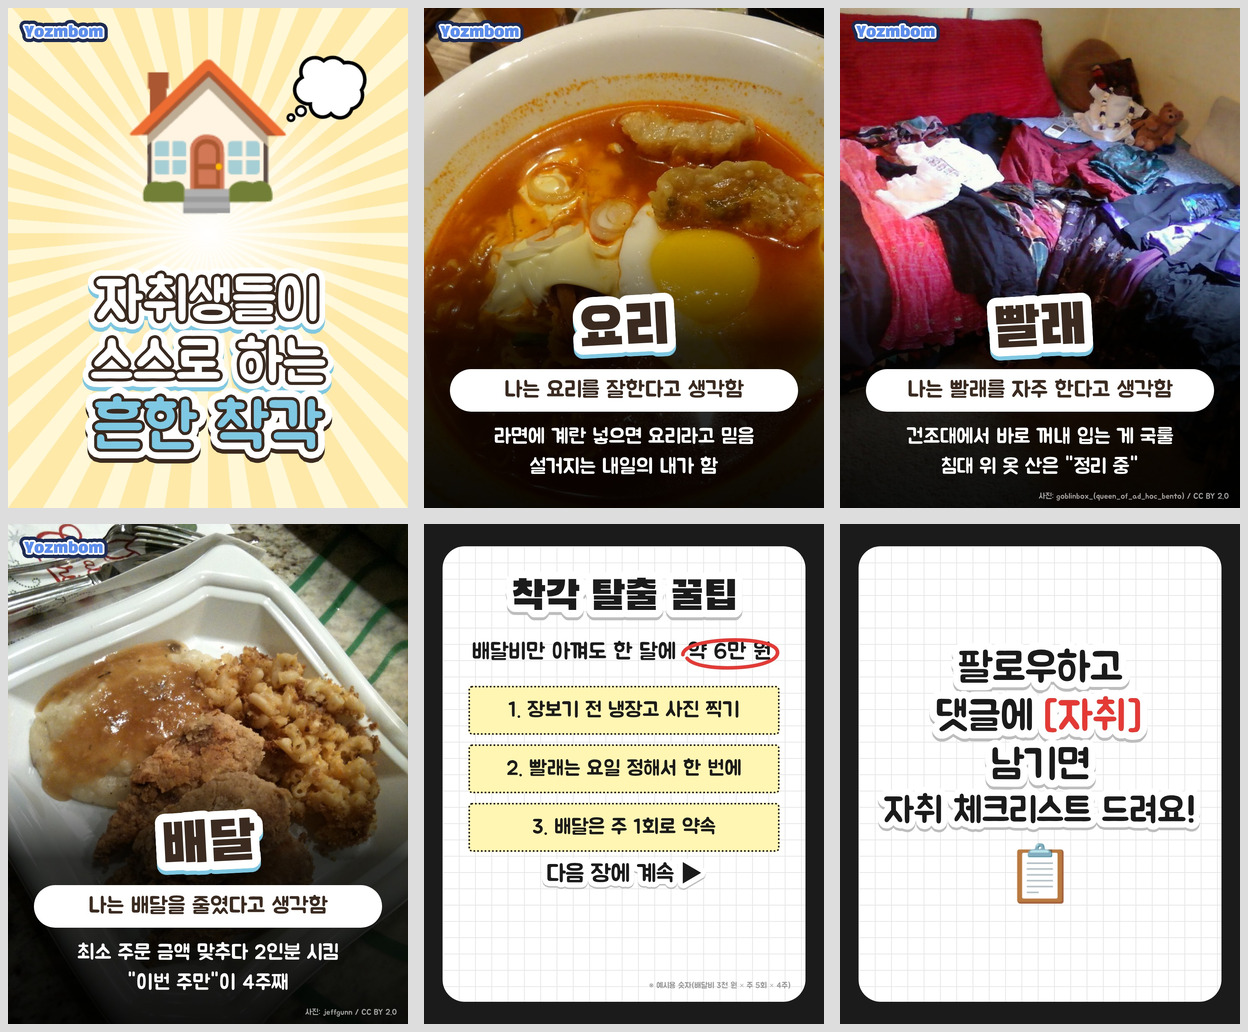 Yozmbom
자취생들이
스스로 하는
흔한 착각
Yozmbom
요리
나는 요리를 잘한다고 생각함
라면에 계란 넣으면 요리라고 믿음
설거지는 내일의 내가 함
Yozmbom
빨래
나는 빨래를 자주 한다고 생각함
건조대에서 바로 꺼내 입는 게 국룰
침대 위 옷 산은 "정리 중"
사진: goblinbox_(queen_of_ad_hoc_bento) / CC BY 2.0
Yozmbom
배달
나는 배달을 줄였다고 생각함
최소 주문 금액 맞추다 2인분 시킴
"이번 주만"이 4주째
사진: jeffgunn / CC BY 2.0
착각 탈출 꿀팁
배달비만 아껴도 한 달에 약 6만 원
1. 장보기 전 냉장고 사진 찍기
2. 빨래는 요일 정해서 한 번에
3. 배달은 주 1회로 약속
다음 장에 계속 ▶
※ 예시용 숫자(배달비 3천 원 × 주 5회 × 4주)
팔로우하고
댓글에 [자취]
남기면
자취 체크리스트 드려요!